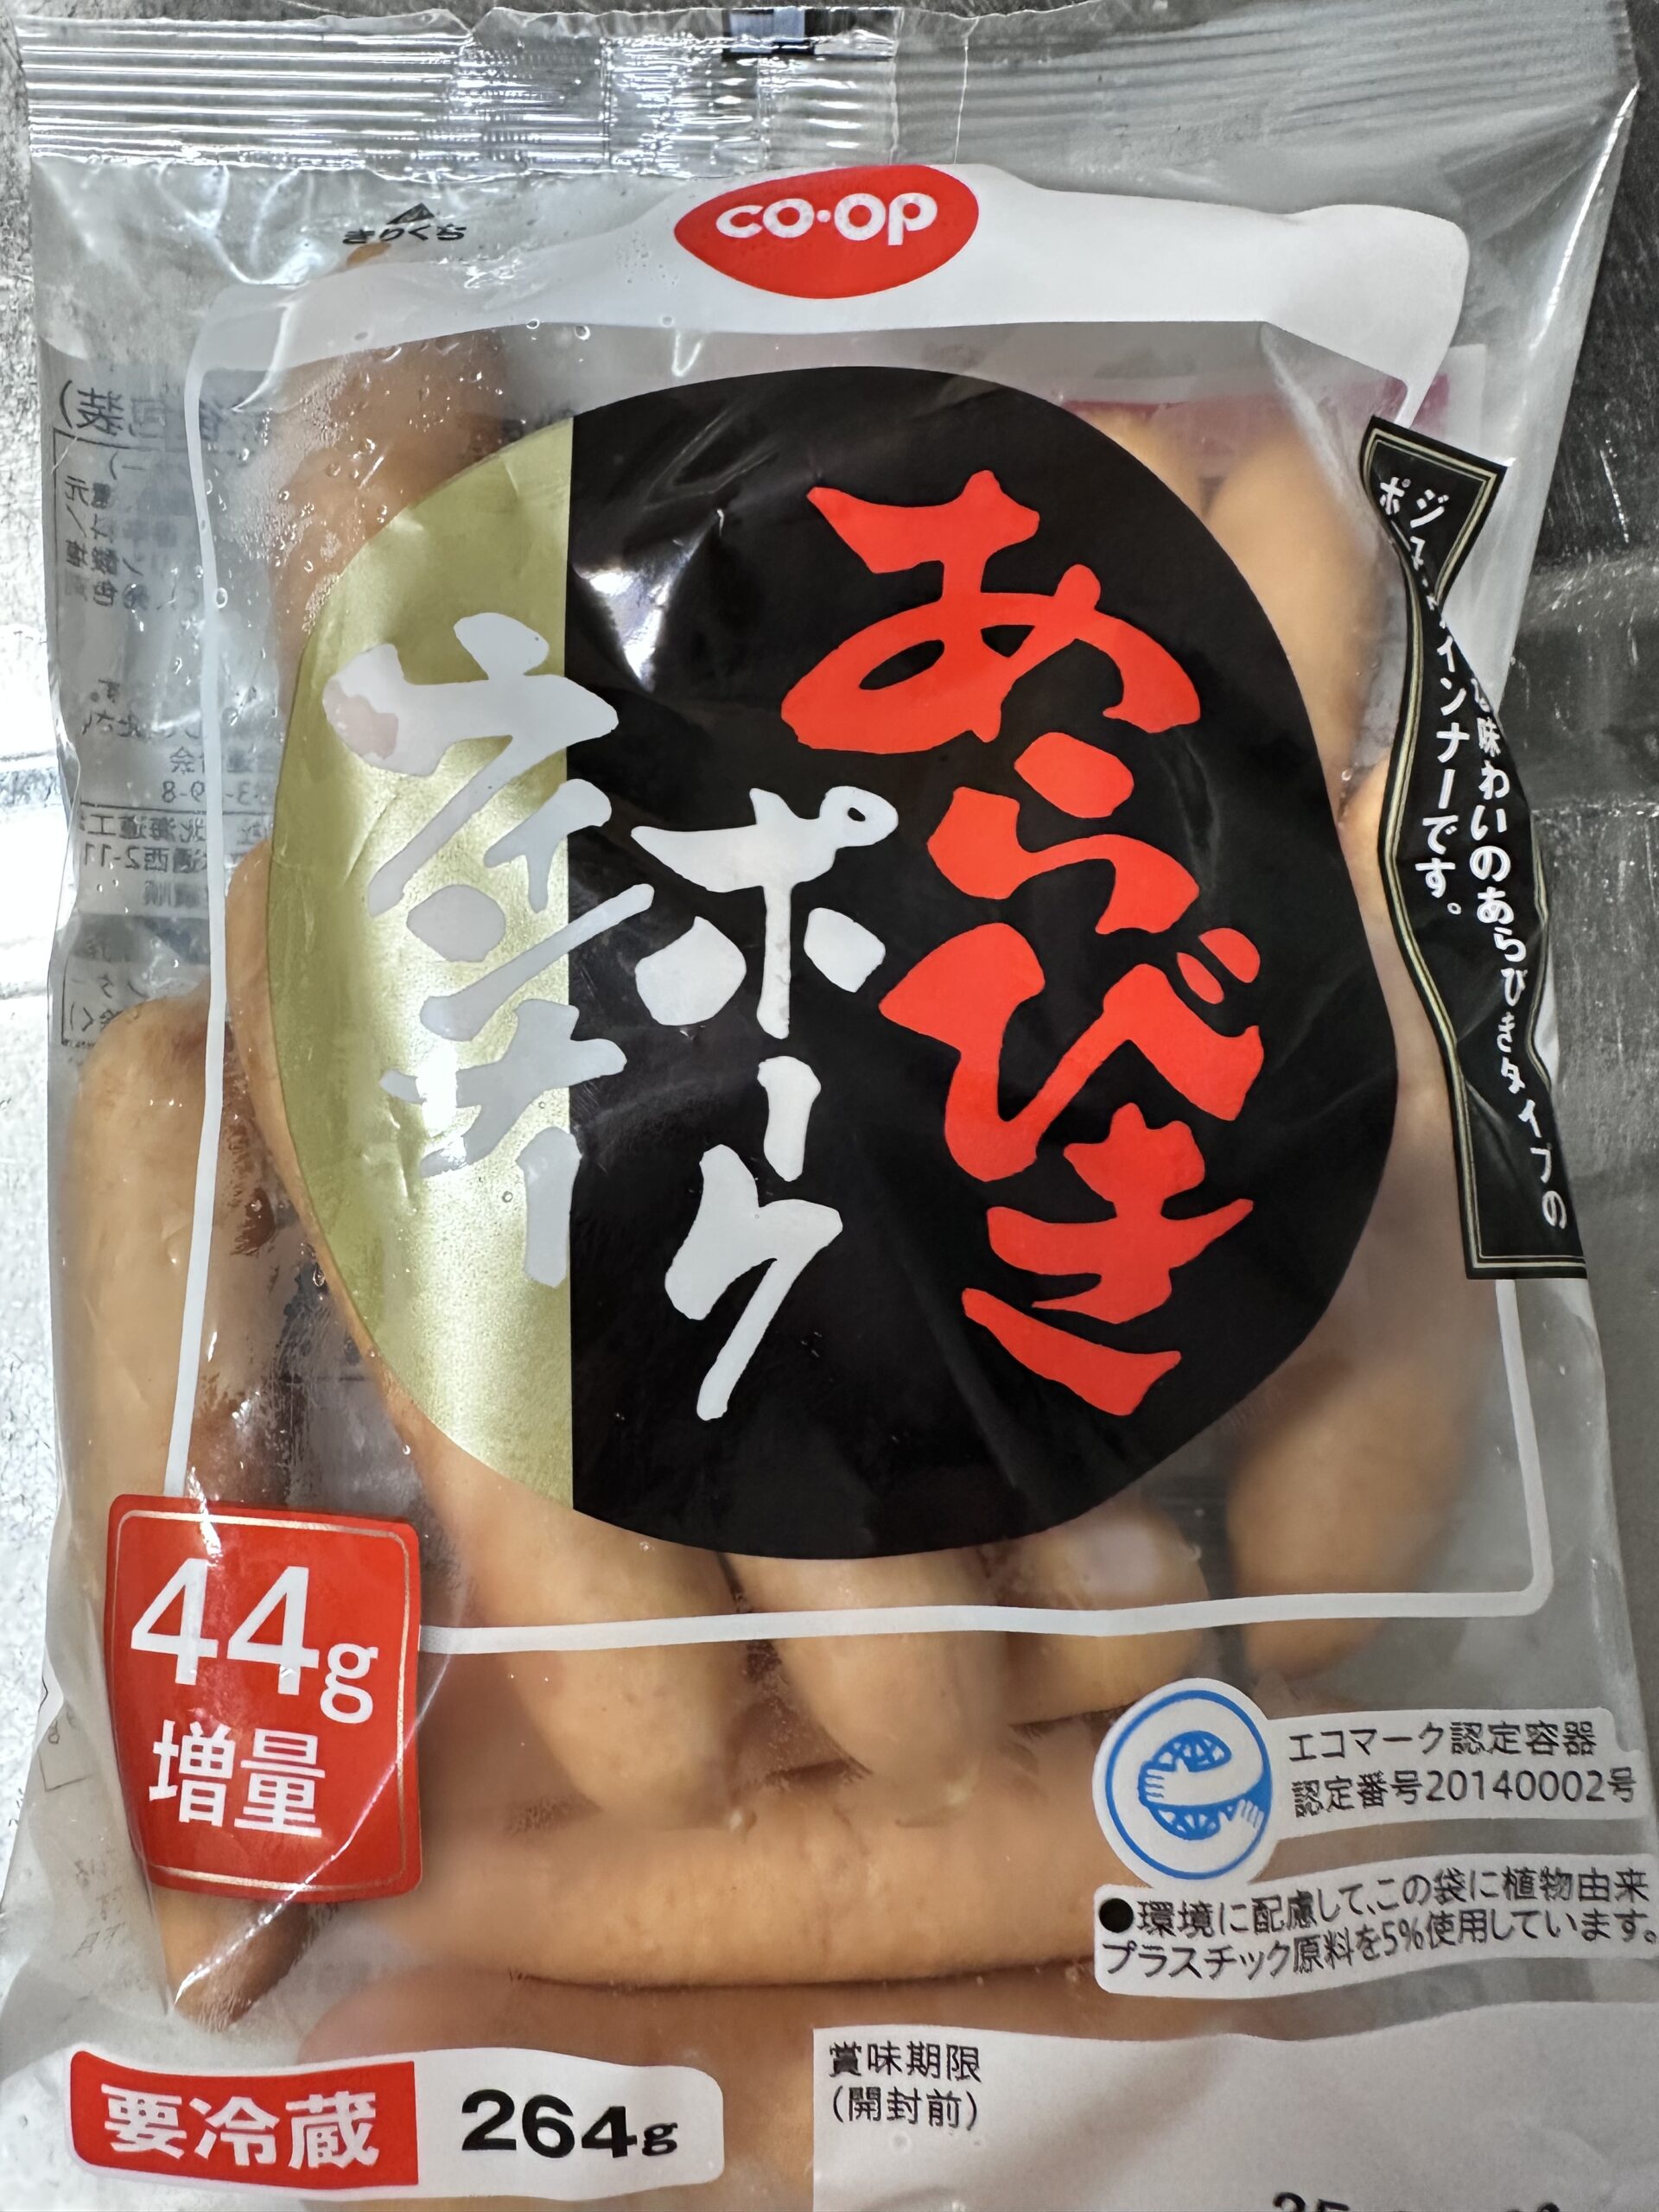 きりくち
co·op
あらびき
ポーク
ウインナー
味わいのあらびきタイプの
インナーです。
44g
増量
エコマーク認定容器
認定番号20140002号
●環境に配慮して、この袋に植物由来
プラスチック原料を5%使用しています。
要冷蔵
264g
賞味期限
(開封前)